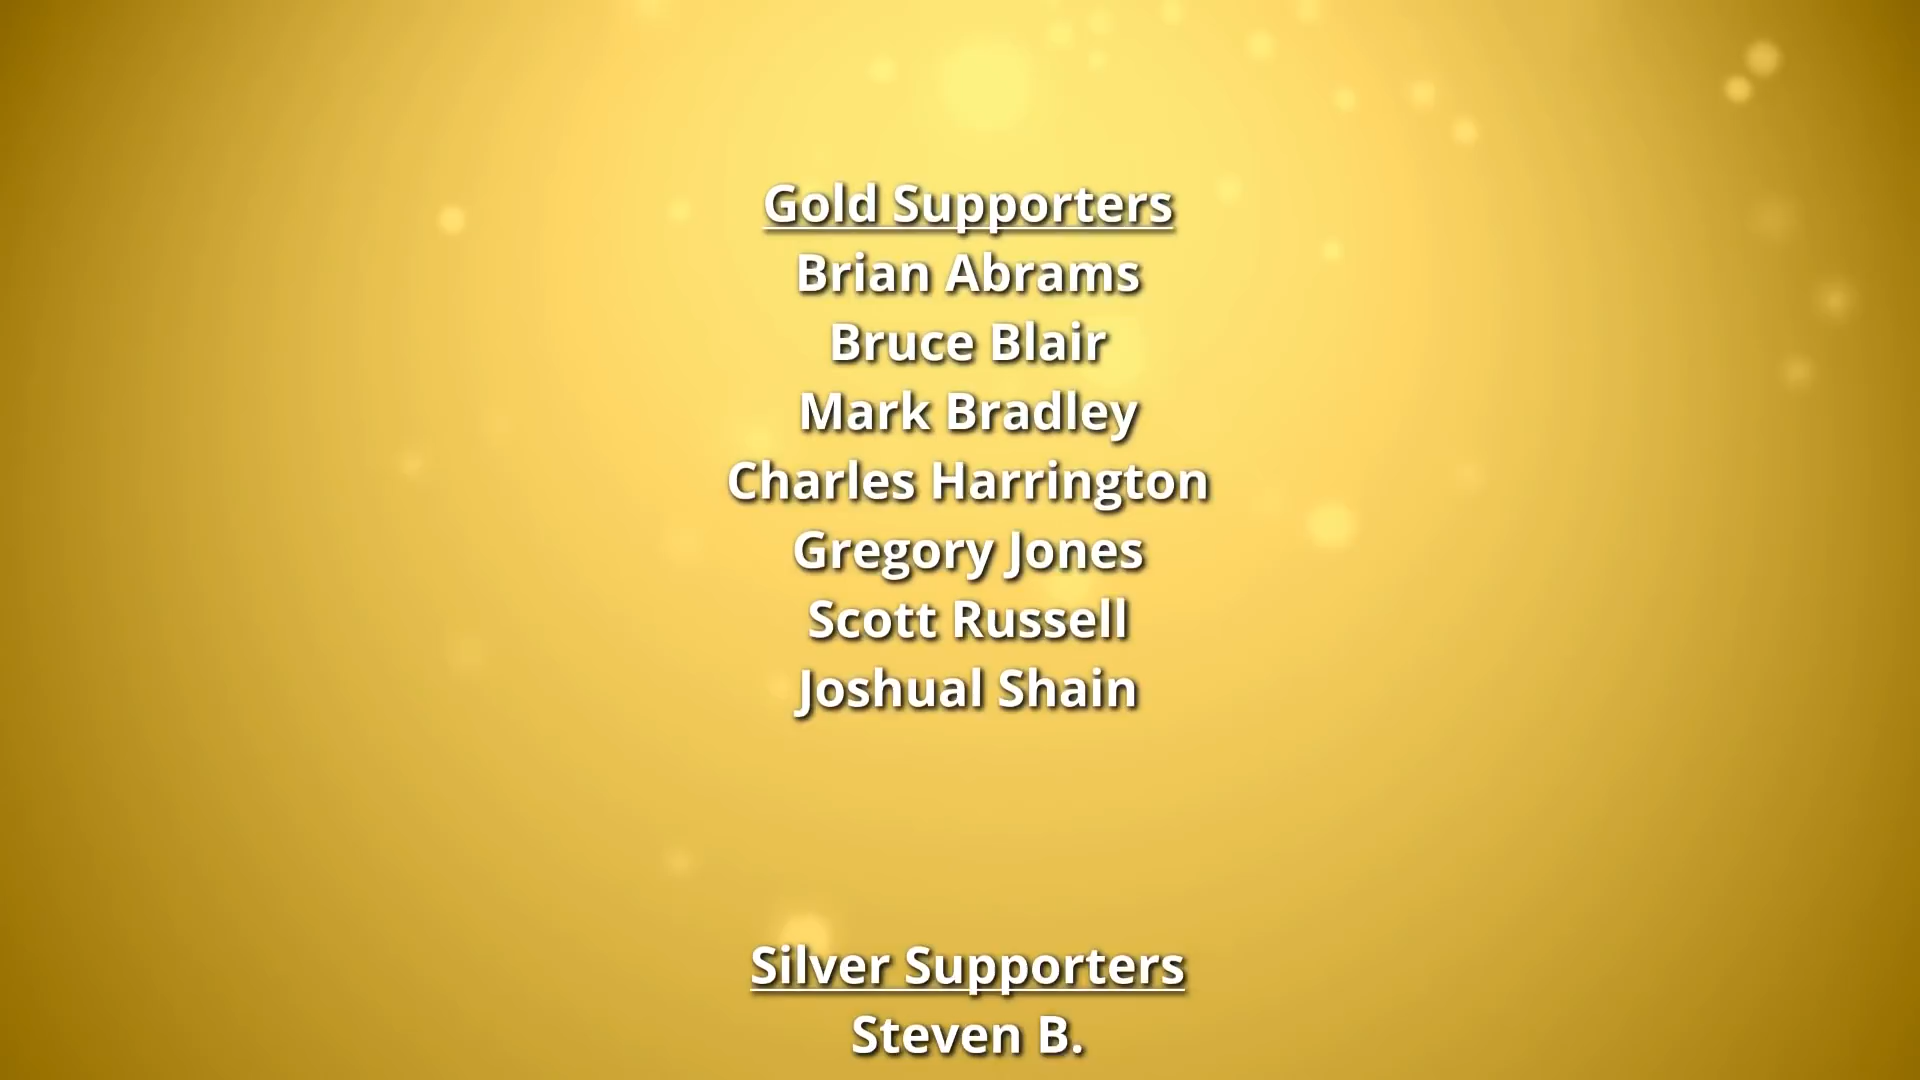 Gold Supporters
Brian Abrams
Bruce Blair
Mark Bradley
Charles Harrington
Gregory Jones
Scott Russell
Joshual Shain
Silver Supporters
Steven B.